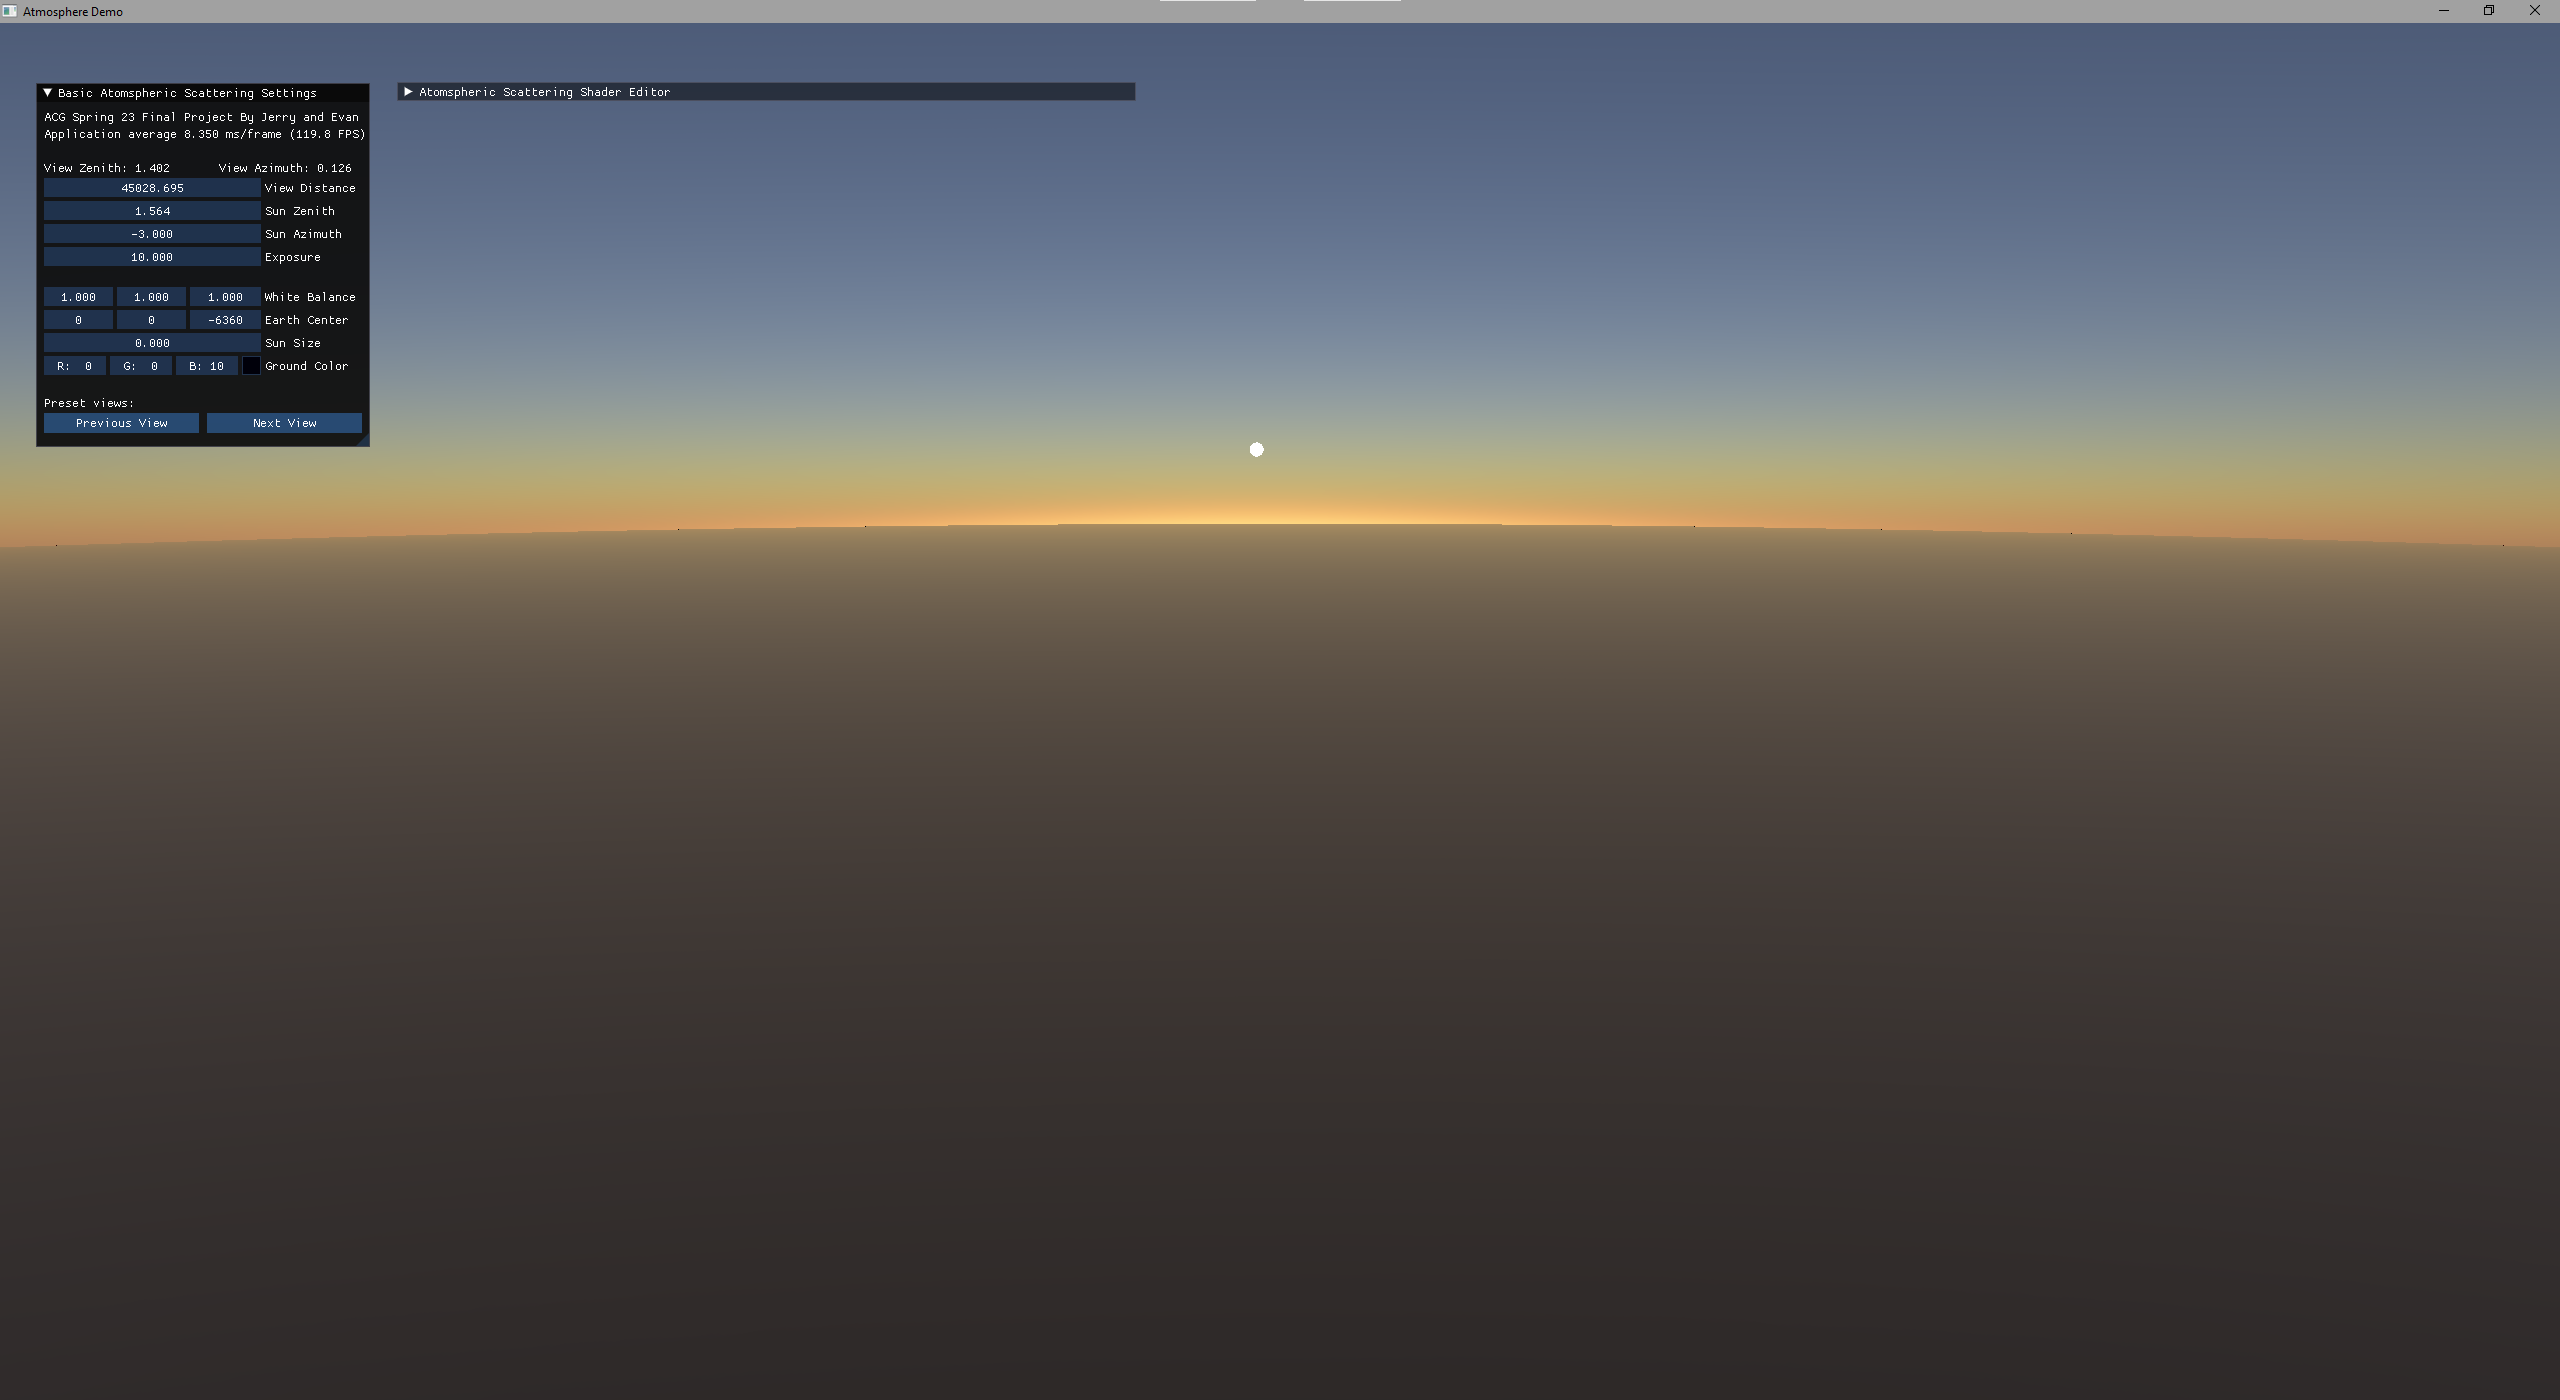 Atmosphere Demo
Basic Atomspheric Scattering Settings
ACG Spring 23 Final Project By Jerry and Evan
Application average 8.350 ms/frame (119.8 FPS)
View Zenith: 1.402 View Azimuth: 0.126
45028.695 View Distance
1.564 Sun Zenith
-3.000 Sun Azimuth
10.000 Exposure
1.000 1.000 1.000 White Balance
0 0 -6360 Earth Center
0.000 Sun Size
R: 0 G: 0 B: 10 Ground Color
Preset views:
Previous View Next View
Atomspheric Scattering Shader Editor